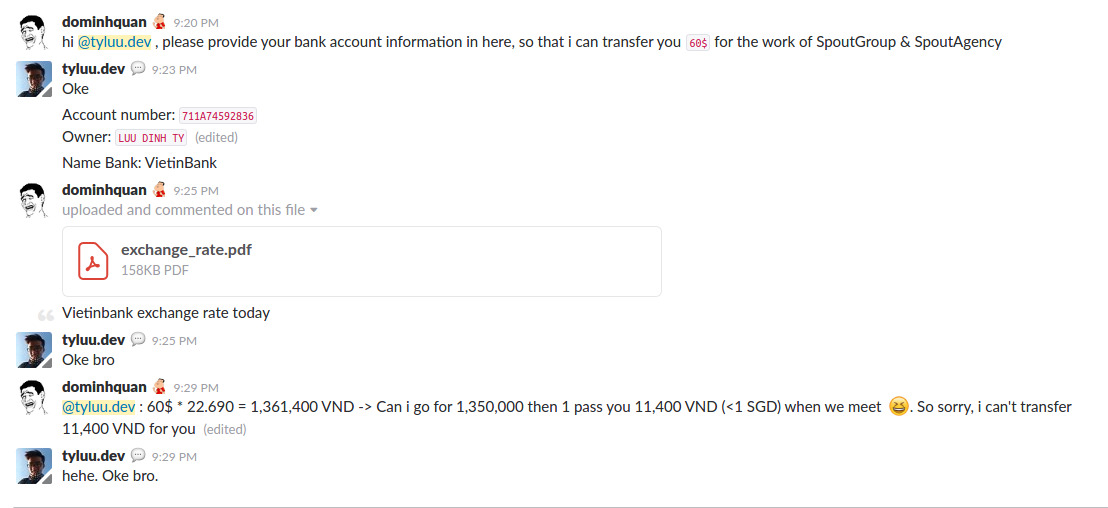 dominhquan 9:20 PM
hi @tyluu.dev , please provide your bank account information in here, so that i can transfer you 60$ for the work of SpoutGroup & SpoutAgency
tyluu.dev 9:23 PM
Oke
Account number: 711A74592836
Owner: LUU DINH TY (edited)
Name Bank: VietinBank
dominhquan 9:25 PM
uploaded and commented on this file
exchange_rate.pdf
158KB PDF
Vietinbank exchange rate today
tyluu.dev 9:25 PM
Oke bro
dominhquan 9:29 PM
@tyluu.dev : 60$ * 22.690 = 1,361,400 VND -> Can i go for 1,350,000 then 1 pass you 11,400 VND (<1 SGD) when we meet 😆. So sorry, i can't transfer
11,400 VND for you (edited)
tyluu.dev 9:29 PM
hehe. Oke bro.